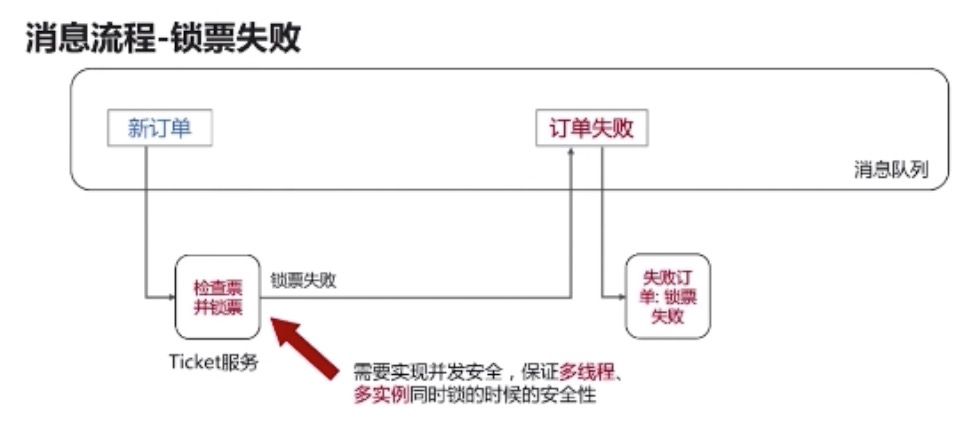 消息流程-锁票失败
新订单
订单失败
消息队列
检查票
并锁票
锁票失败
失败订
单: 锁票
失败
Ticket服务
需要实现并发安全，保证多线程、
多实例同时锁的时候的安全性